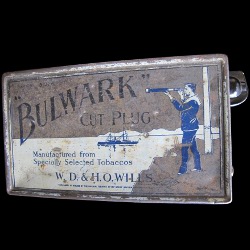 "BULWARK"
CUT PLUG
Manufactured from
Specially Selected Tobaccos
W.D. & H.O. WILLS